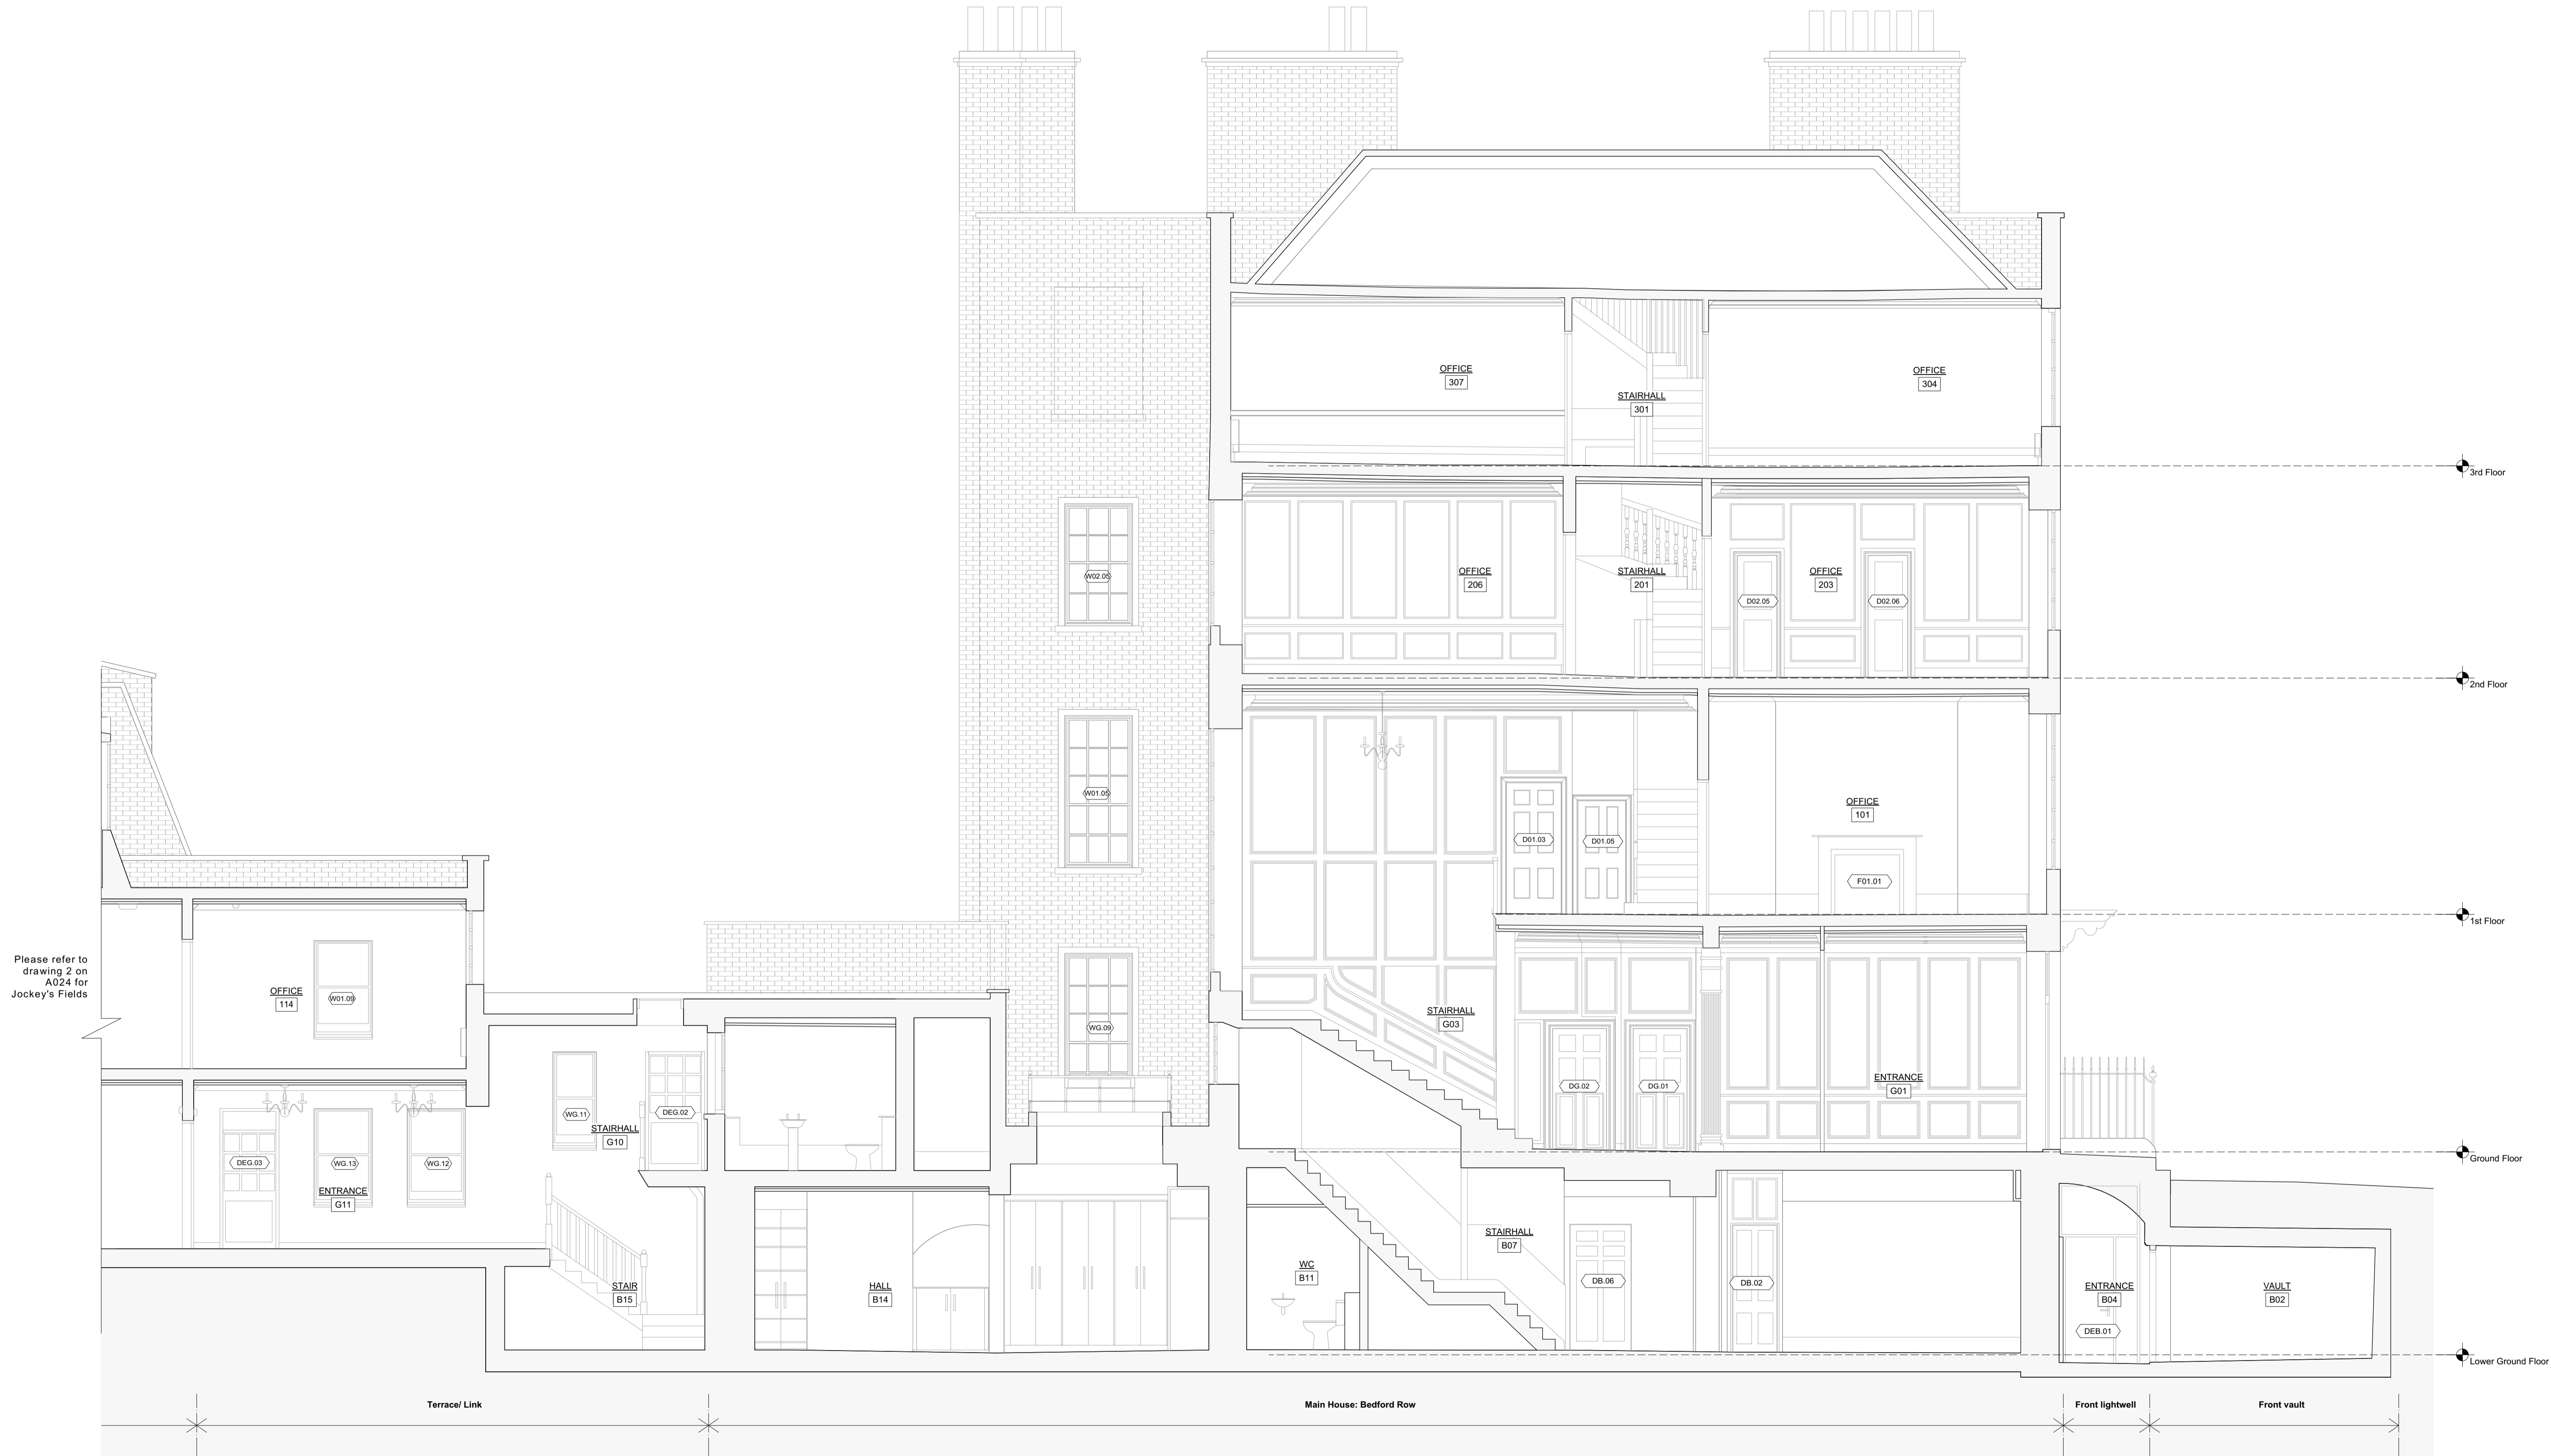 OFFICE
307
OFFICE
304
STAIRHALL
301
3rd Floor
W02.05
OFFICE
206
STAIRHALL
201
OFFICE
203
D02.05
D02.06
2nd Floor
W01.05
OFFICE
101
D01.03
D01.05
F01.01
1st Floor
Please refer to
drawing 2 on
A024 for
Jockey's Fields
OFFICE
114
W01.09
WG.09
STAIRHALL
G03
DG.02
DG.01
ENTRANCE
G01
WG.11
DEG.02
STAIRHALL
G10
DEG.03
WG.13
WG.12
ENTRANCE
G11
Ground Floor
STAIRHALL
B07
WC
B11
DB.06
DB.02
STAIR
B15
HALL
B14
ENTRANCE
B04
DEB.01
VAULT
B02
Lower Ground Floor
Terrace/ Link
Main House: Bedford Row
Front lightwell
Front vault